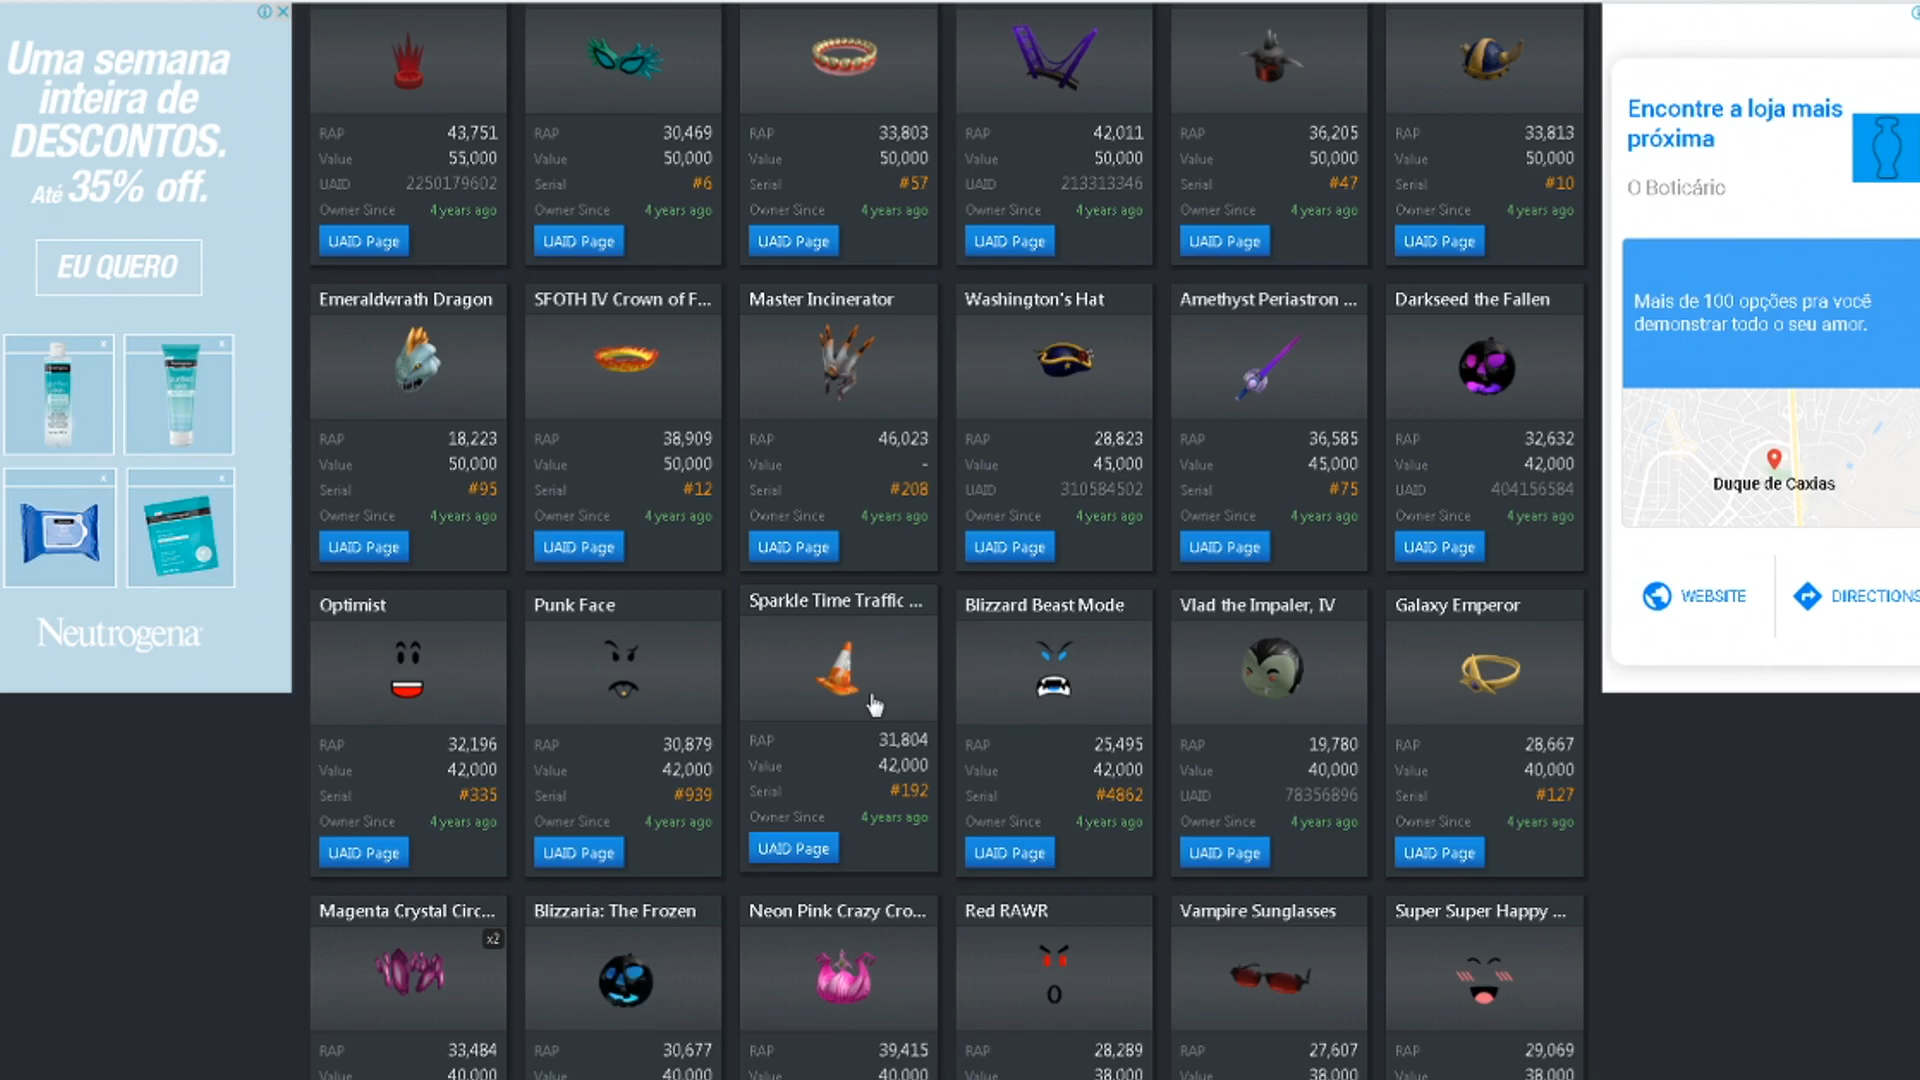 Uma semana
inteira de
DESCONTOS.
Até 35% off.
EU QUERO
Neutrogena
RAP 43,751
Value 55,000
UAID 2250179602
Owner Since 4 years ago
UAID Page
RAP 30,469
Value 50,000
Serial #6
Owner Since 4 years ago
UAID Page
RAP 33,803
Value 50,000
Serial #57
Owner Since 4 years ago
UAID Page
RAP 42,011
Value 50,000
UAID 213313346
Owner Since 4 years ago
UAID Page
RAP 36,205
Value 50,000
Serial #47
Owner Since 4 years ago
UAID Page
RAP 33,813
Value 50,000
Serial #10
Owner Since 4 years ago
UAID Page
Emeraldwrath Dragon
RAP 18,223
Value 50,000
Serial #95
Owner Since 4 years ago
UAID Page
SFOTH IV Crown of F...
RAP 38,909
Value 50,000
Serial #12
Owner Since 4 years ago
UAID Page
Master Incinerator
RAP 46,023
Value -
Serial #208
Owner Since 4 years ago
UAID Page
Washington's Hat
RAP 28,823
Value 45,000
UAID 310584502
Owner Since 4 years ago
UAID Page
Amethyst Periastron ...
RAP 36,585
Value 45,000
Serial #75
Owner Since 4 years ago
UAID Page
Darkseed the Fallen
RAP 32,632
Value 42,000
UAID 404156584
Owner Since 4 years ago
UAID Page
Optimist
RAP 32,196
Value 42,000
Serial #335
Owner Since 4 years ago
UAID Page
Punk Face
RAP 30,879
Value 42,000
Serial #939
Owner Since 4 years ago
UAID Page
Sparkle Time Traffic ...
RAP 31,804
Value 42,000
Serial #192
Owner Since 4 years ago
UAID Page
Blizzard Beast Mode
RAP 25,495
Value 42,000
Serial #4862
Owner Since 4 years ago
UAID Page
Vlad the Impaler, IV
RAP 19,780
Value 40,000
UAID 78356896
Owner Since 4 years ago
UAID Page
Galaxy Emperor
RAP 28,667
Value 40,000
Serial #127
Owner Since 4 years ago
UAID Page
Magenta Crystal Circ...
x2
RAP 33,484
Value 40,000
Blizzaria: The Frozen
RAP 30,677
Value 40,000
Neon Pink Crazy Cro...
RAP 39,415
Value 40,000
Red RAWR
RAP 28,289
Value 38,000
Vampire Sunglasses
RAP 27,607
Value 38,000
Super Super Happy ...
RAP 29,069
Value 38,000
Encontre a loja mais
próxima
O Boticário
Mais de 100 opções pra você
demonstrar todo o seu amor.
Duque de Caxias
WEBSITE
DIRECTIONS